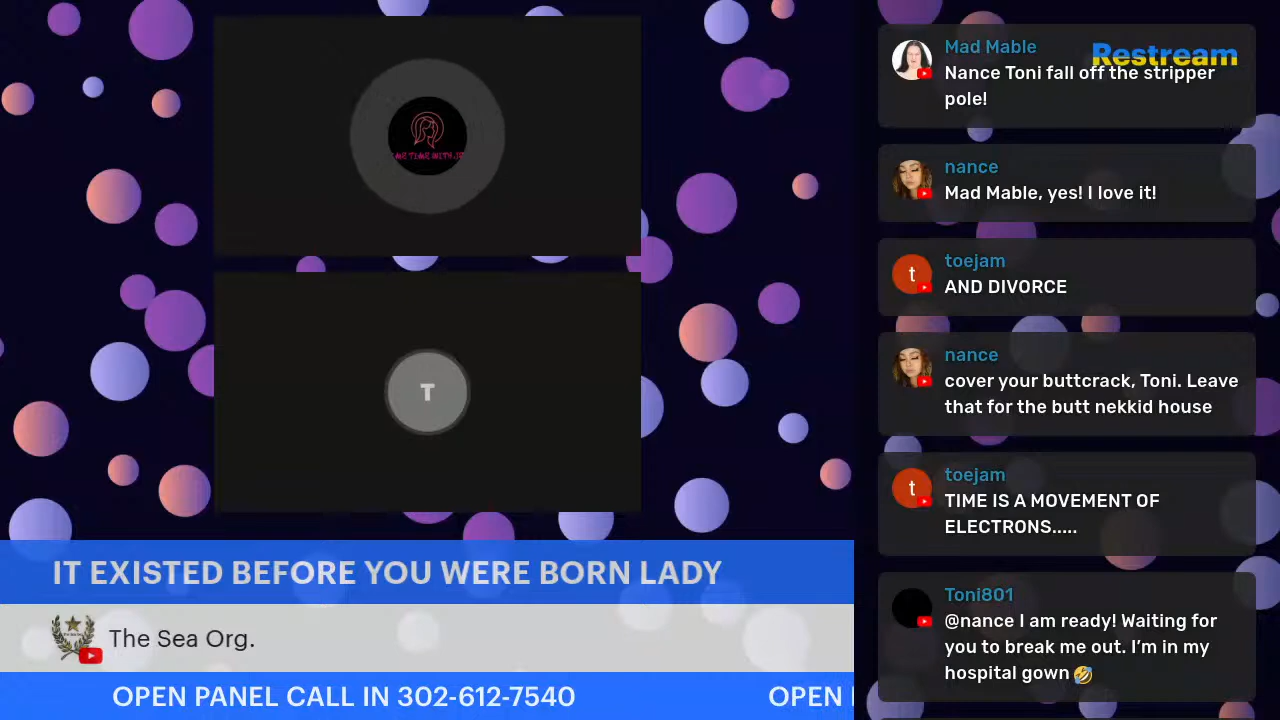 T
IT EXISTED BEFORE YOU WERE BORN LADY
The Sea Org.
OPEN PANEL CALL IN 302-612-7540
OPEN
Restream
Mad Mable
Nance Toni fall off the stripper
pole!
nance
Mad Mable, yes! I love it!
t
toejam
AND DIVORCE
nance
cover your buttcrack, Toni. Leave
that for the butt nekkid house
t
toejam
TIME IS A MOVEMENT OF
ELECTRONS.....
Toni801
@nance I am ready! Waiting for
you to break me out. I’m in my
hospital gown 🤣